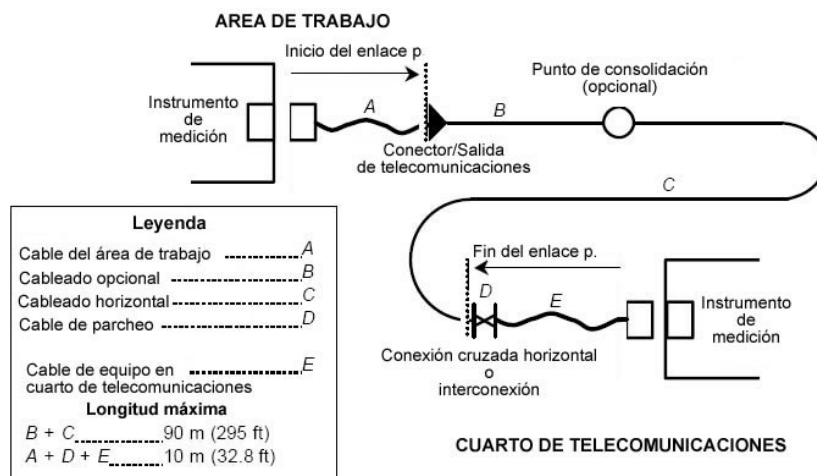 AREA DE TRABAJO
Inicio del enlace p
Punto de consolidación
(opcional)
Instrumento
de
medición
A
B
Conector/Salida
de telecomunicaciones
C
Leyenda
Cable del área de trabajo A
Cableado opcional B
Cableado horizontal C
Cable de parcheo D
Cable de equipo en
cuarto de telecomunicaciones E
Longitud máxima
B + C 90 m (295 ft)
A + D + E 10 m (32.8 ft)
Fin del enlace p.
D
E
Instrumento
de
medición
Conexión cruzada horizontal
o
interconexión
CUARTO DE TELECOMUNICACIONES